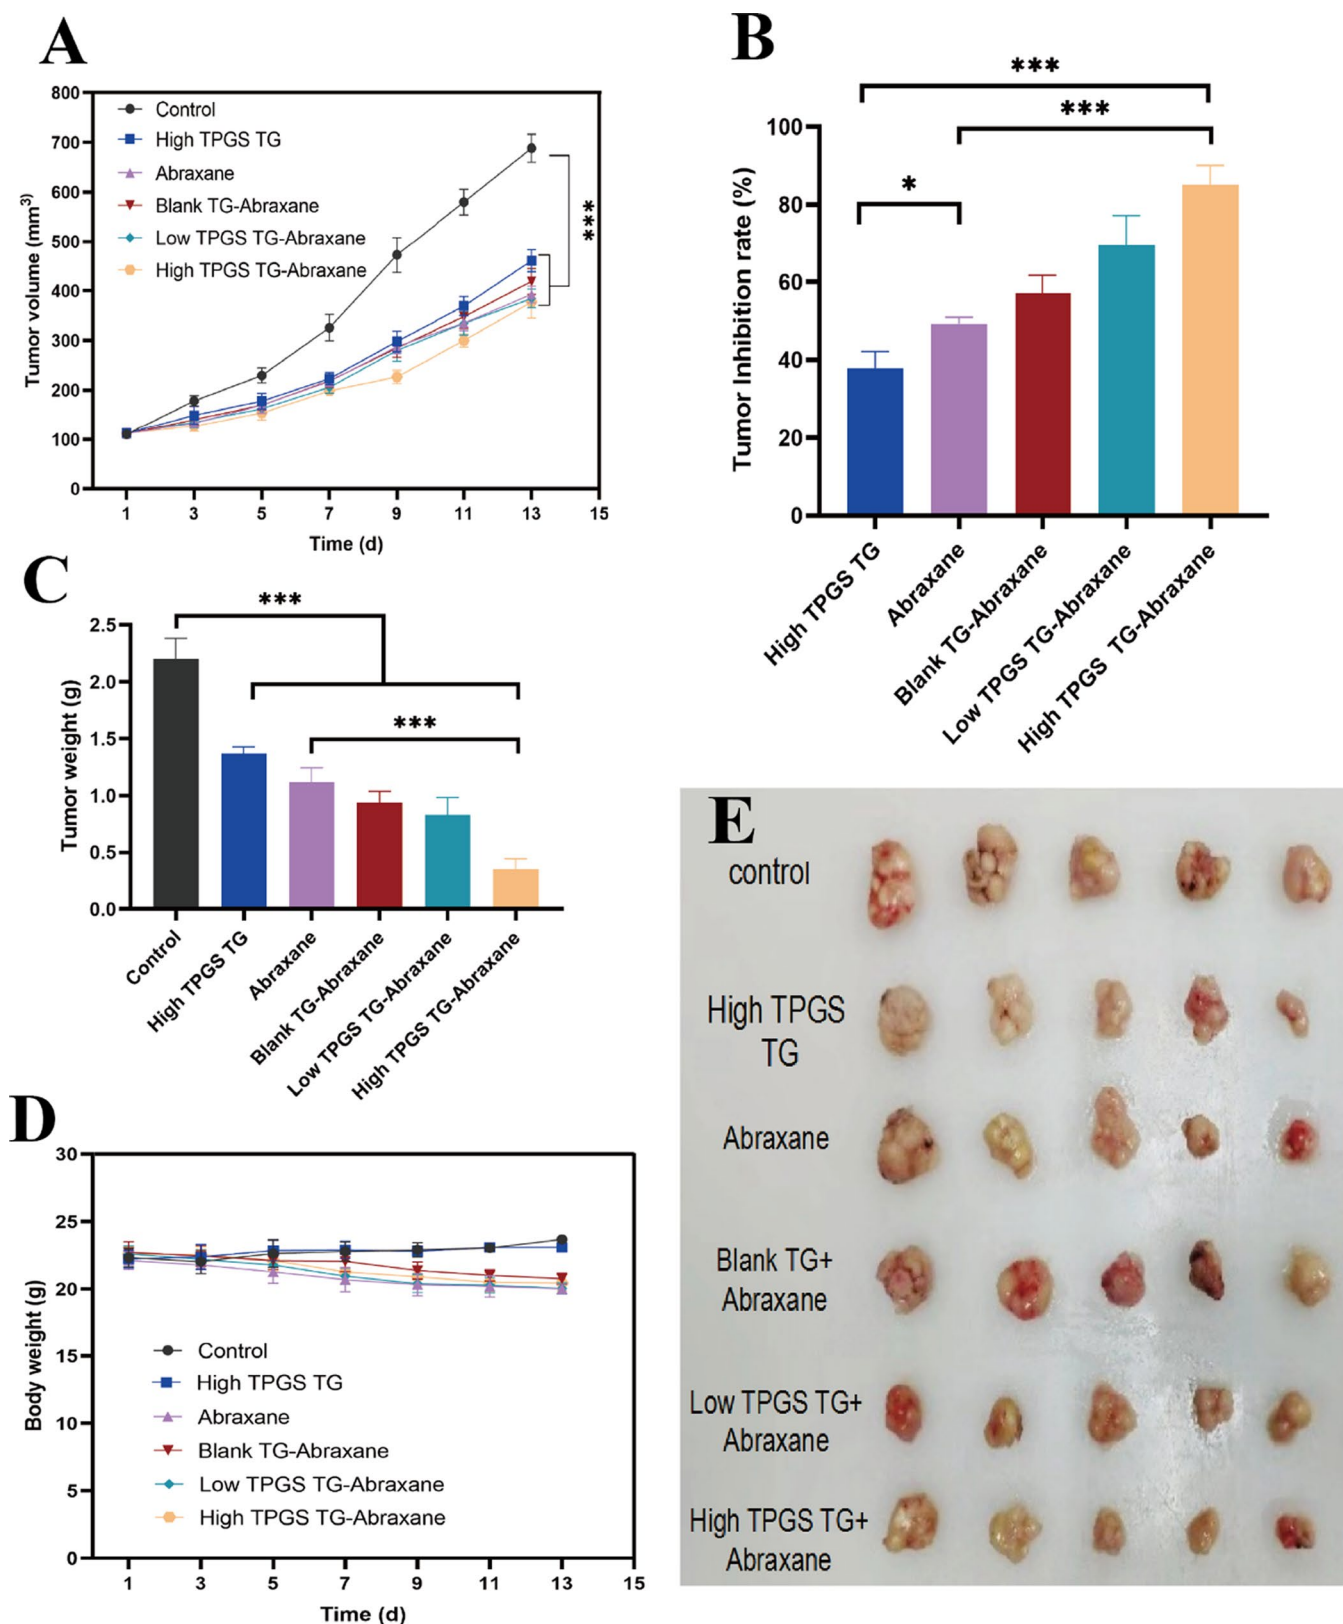 A
800
700
600
500
400
300
200
100
0
Tumor volume (mm³)
Control
High TPGS TG
Abraxane
Blank TG-Abraxane
Low TPGS TG-Abraxane
High TPGS TG-Abraxane
***
1 3 5 7 9 11 13 15
Time (d)
B
***
***
*
100
80
60
40
20
0
Tumor Inhibition rate (%)
High TPGS TG
Abraxane
Blank TG-Abraxane
Low TPGS TG-Abraxane
High TPGS TG-Abraxane
C
***
***
2.5
2.0
1.5
1.0
0.5
0.0
Tumor weight (g)
Control
High TPGS TG
Abraxane
Blank TG-Abraxane
Low TPGS TG-Abraxane
High TPGS TG-Abraxane
D
30
25
20
15
10
5
0
Body weight (g)
Control
High TPGS TG
Abraxane
Blank TG-Abraxane
Low TPGS TG-Abraxane
High TPGS TG-Abraxane
1 3 5 7 9 11 13 15
Time (d)
E
control
High TPGS
TG
Abraxane
Blank TG+
Abraxane
Low TPGS TG+
Abraxane
High TPGS TG+
Abraxane